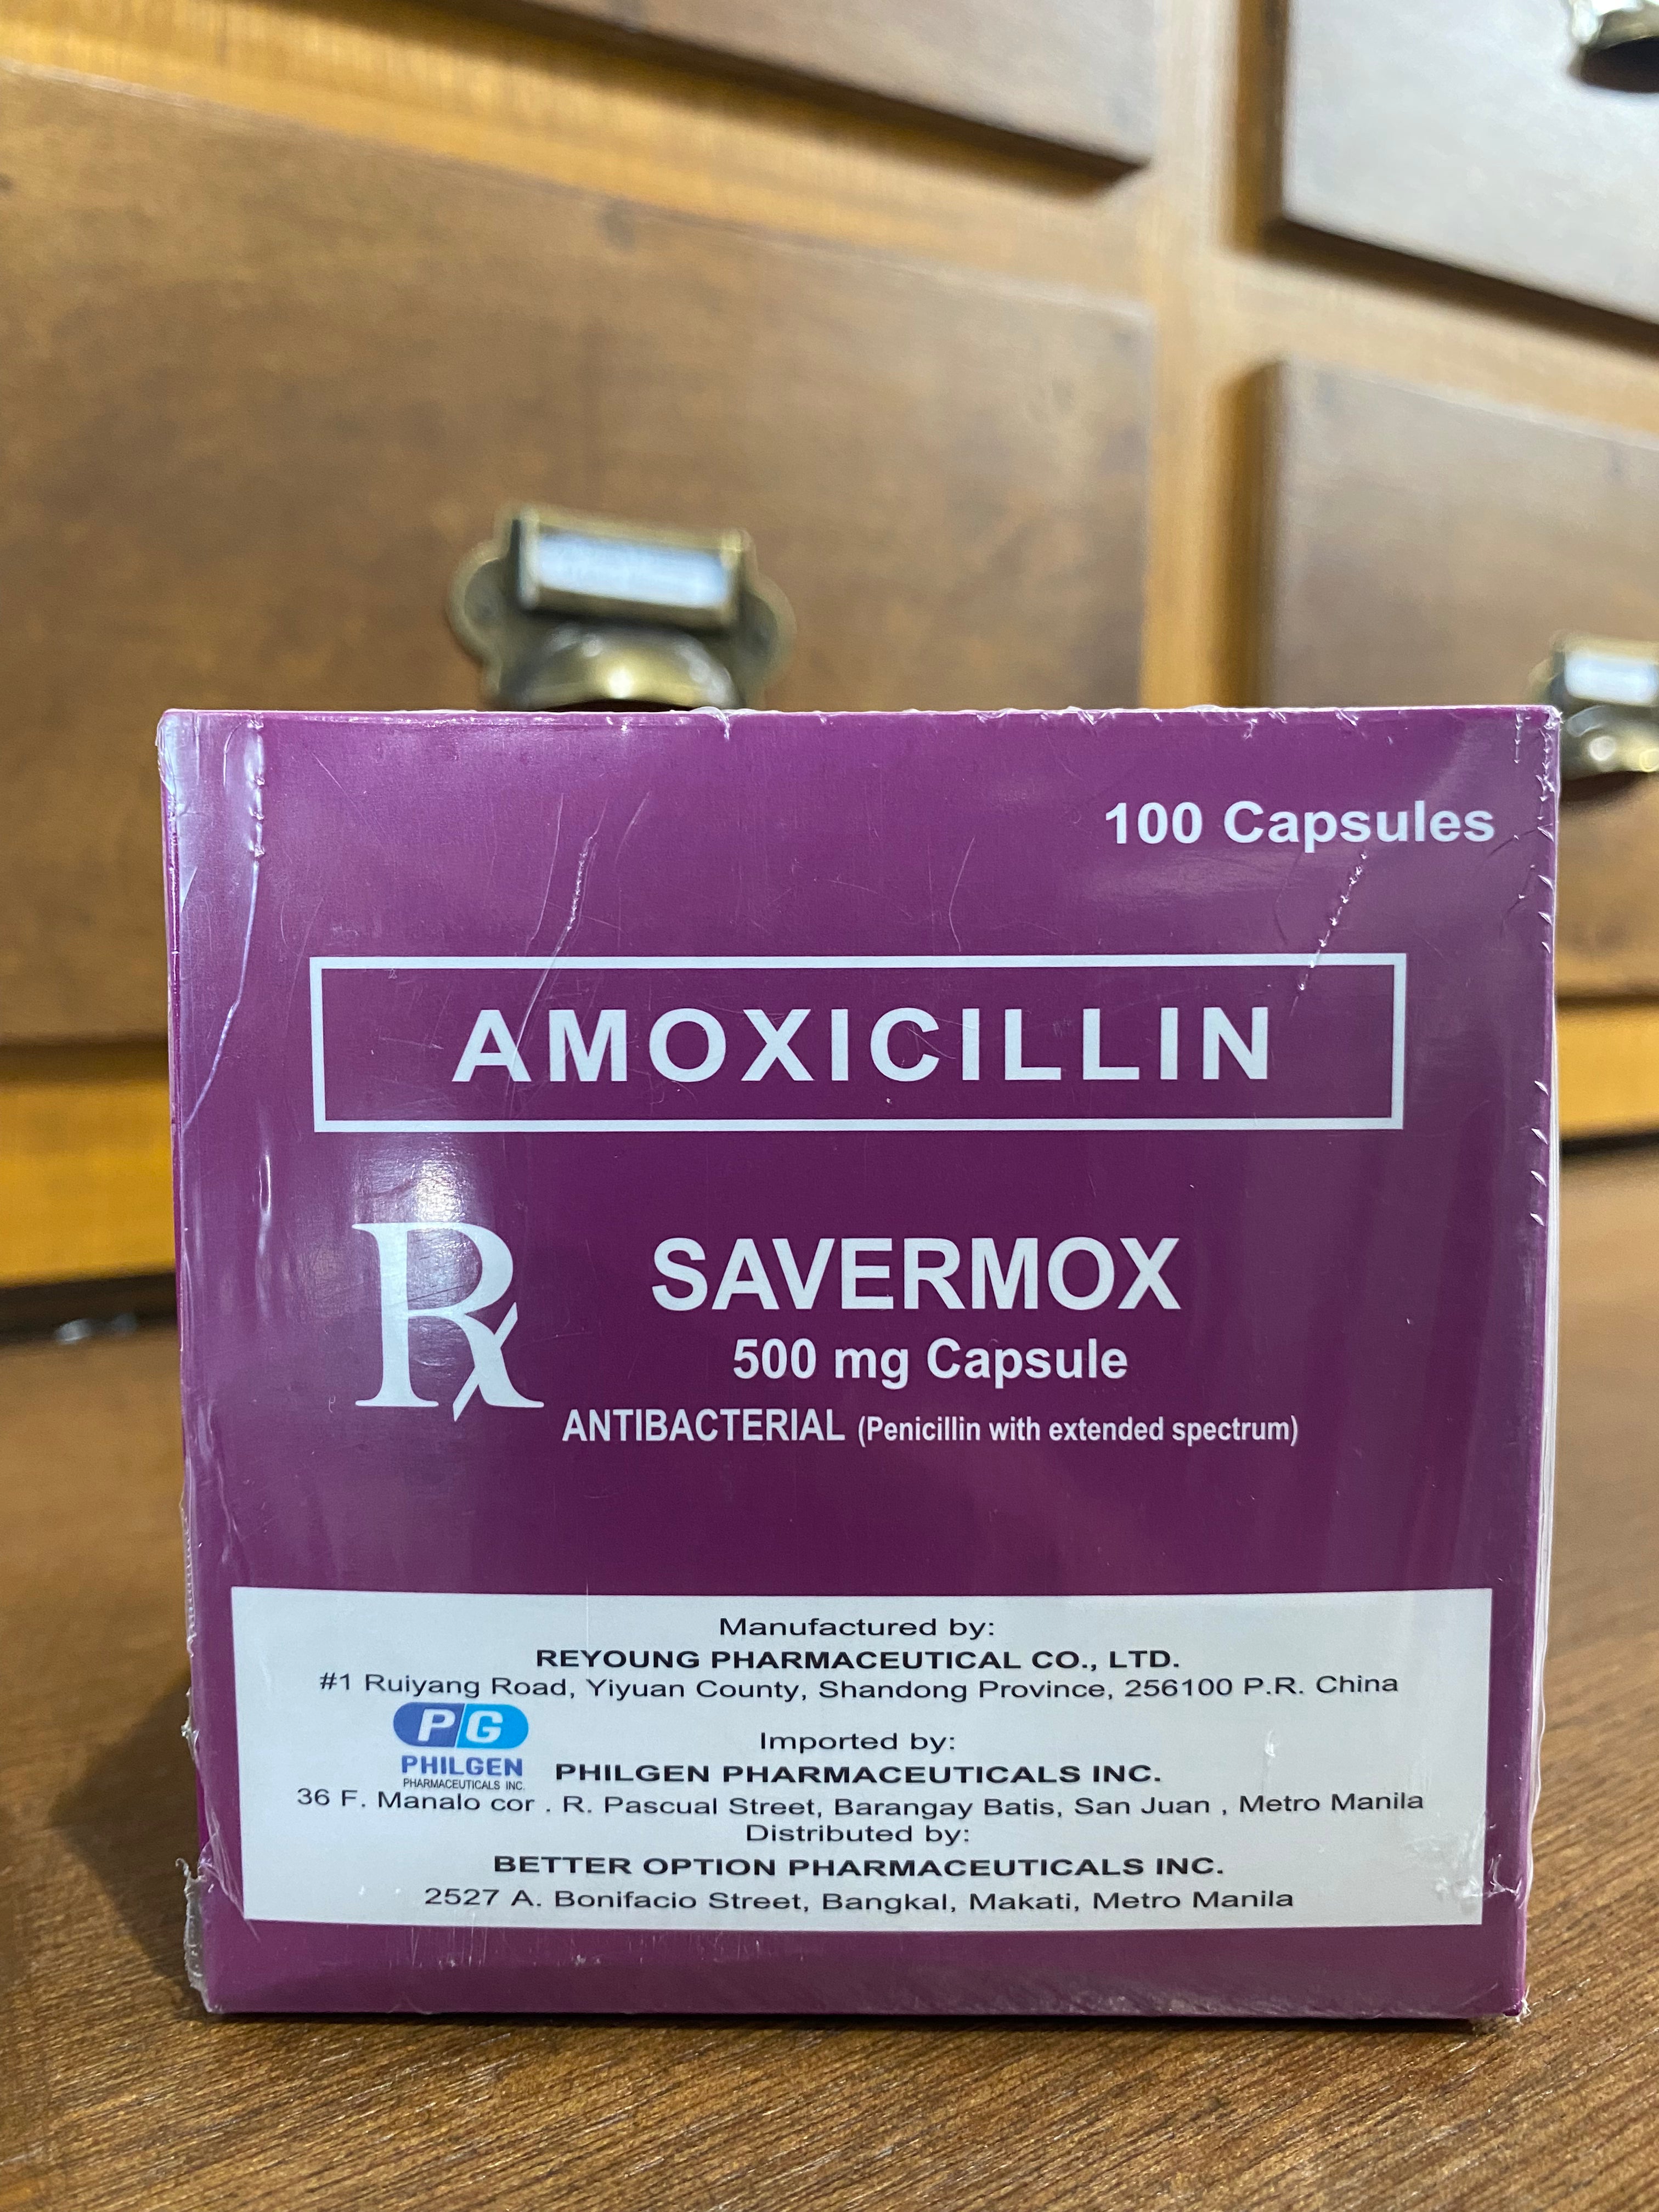 100 Capsules
AMOXICILLIN
Rx
SAVERMOX
500 mg Capsule
ANTIBACTERIAL (Penicillin with extended spectrum)
Manufactured by:
REYOUNG PHARMACEUTICAL CO., LTD.
#1 Ruiyang Road, Yiyuan County, Shandong Province, 256100 P.R. China
PG
PHILGEN
PHARMACEUTICALS INC.
Imported by:
PHILGEN PHARMACEUTICALS INC.
36 F. Manalo cor . R. Pascual Street, Barangay Batis, San Juan , Metro Manila
Distributed by:
BETTER OPTION PHARMACEUTICALS INC.
2527 A. Bonifacio Street, Bangkal, Makati, Metro Manila